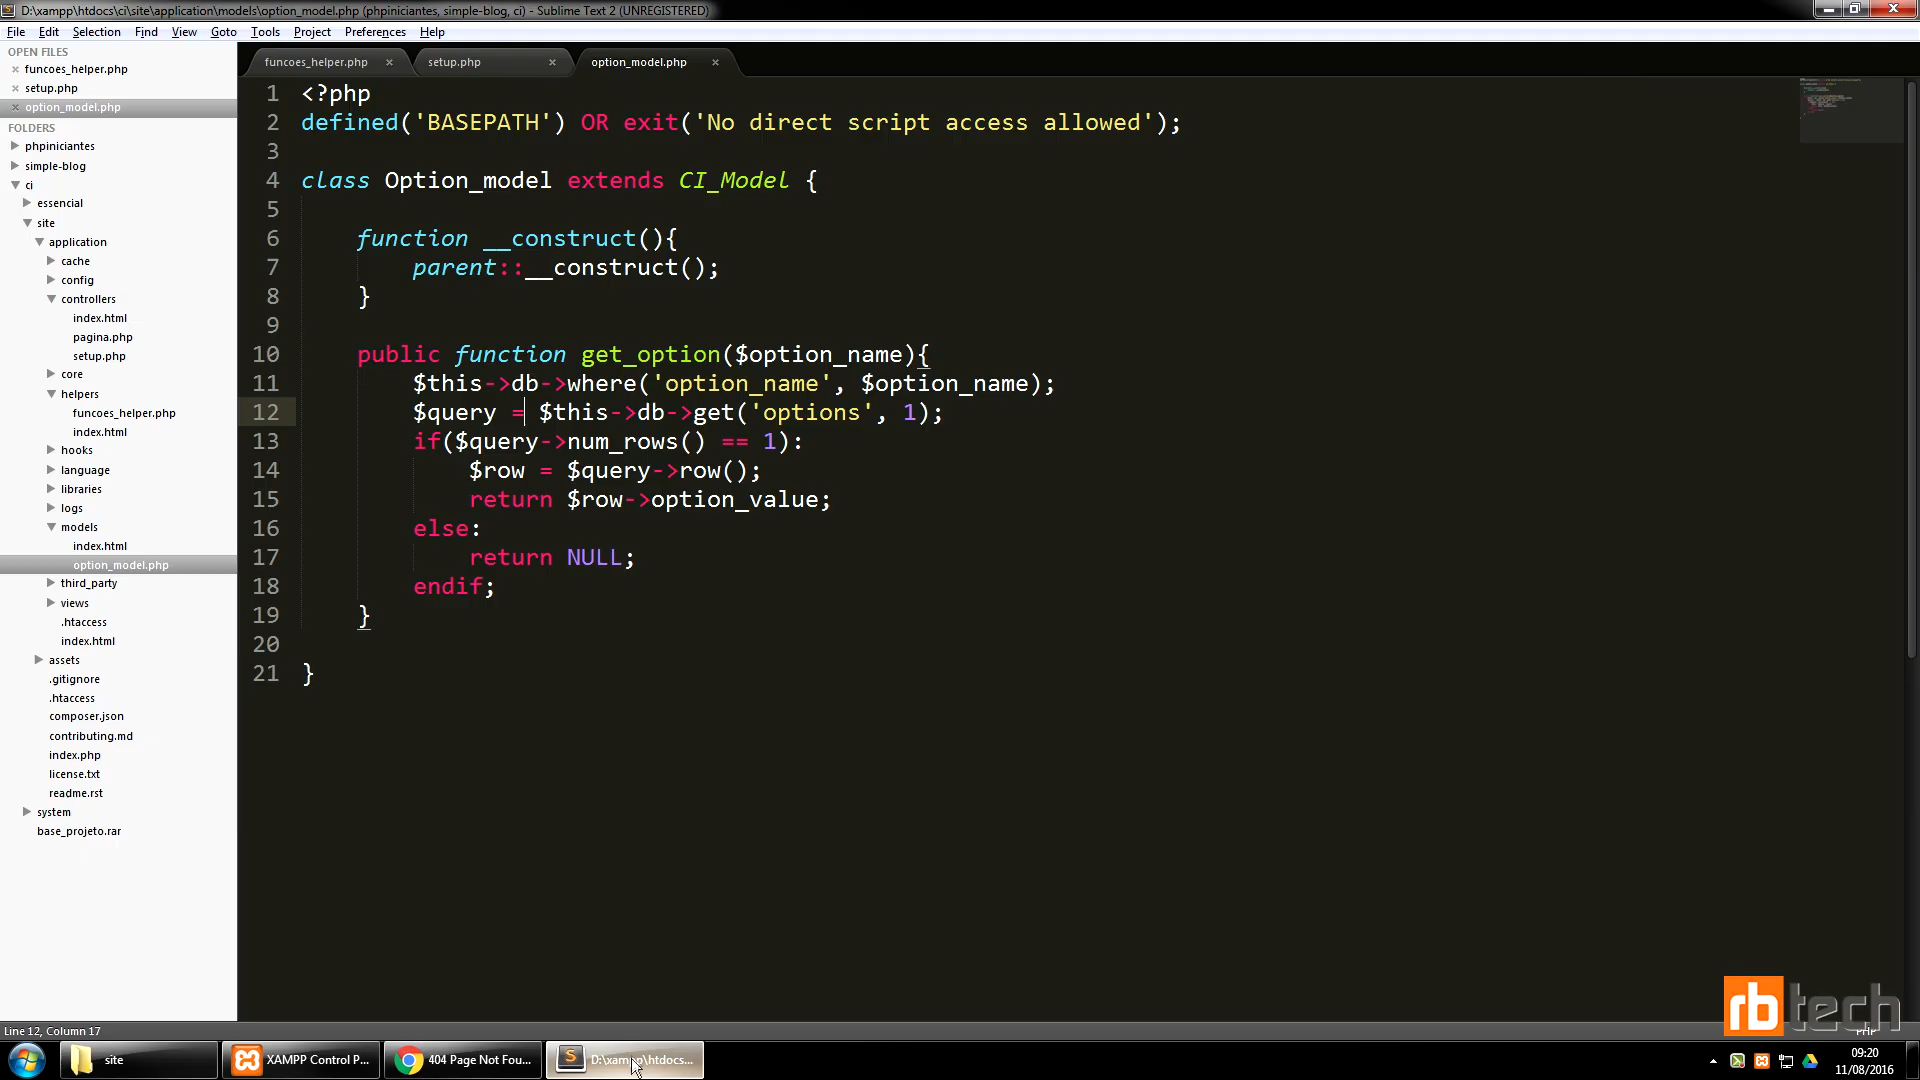 D:\xampp\htdocs\ci\site\application\models\option_model.php (phpiniciantes, simple-blog, ci) - Sublime Text 2 (UNREGISTERED)
File Edit Selection Find View Goto Tools Project Preferences Help
OPEN FILES
funcoes_helper.php
setup.php
option_model.php
FOLDERS
phpiniciantes
simple-blog
ci
essencial
site
application
cache
config
controllers
index.html
pagina.php
setup.php
core
helpers
funcoes_helper.php
index.html
hooks
language
libraries
logs
models
index.html
option_model.php
third_party
views
.htaccess
index.html
assets
.gitignore
.htaccess
composer.json
contributing.md
index.php
license.txt
readme.rst
system
base_projeto.rar
funcoes_helper.php setup.php option_model.php
1 <?php
2 defined('BASEPATH') OR exit('No direct script access allowed');
3
4 class Option_model extends CI_Model {
5
6 function __construct(){
7 parent::__construct();
8 }
9
10 public function get_option($option_name){
11 $this->db->where('option_name', $option_name);
12 $query = $this->db->get('options', 1);
13 if($query->num_rows() == 1):
14 $row = $query->row();
15 return $row->option_value;
16 else:
17 return NULL;
18 endif;
19 }
20
21 }
rbtech
Line 12, Column 17
PHP
site
XAMPP Control P...
404 Page Not Fou...
D:\xampp\htdocs...
09:20
11/08/2016